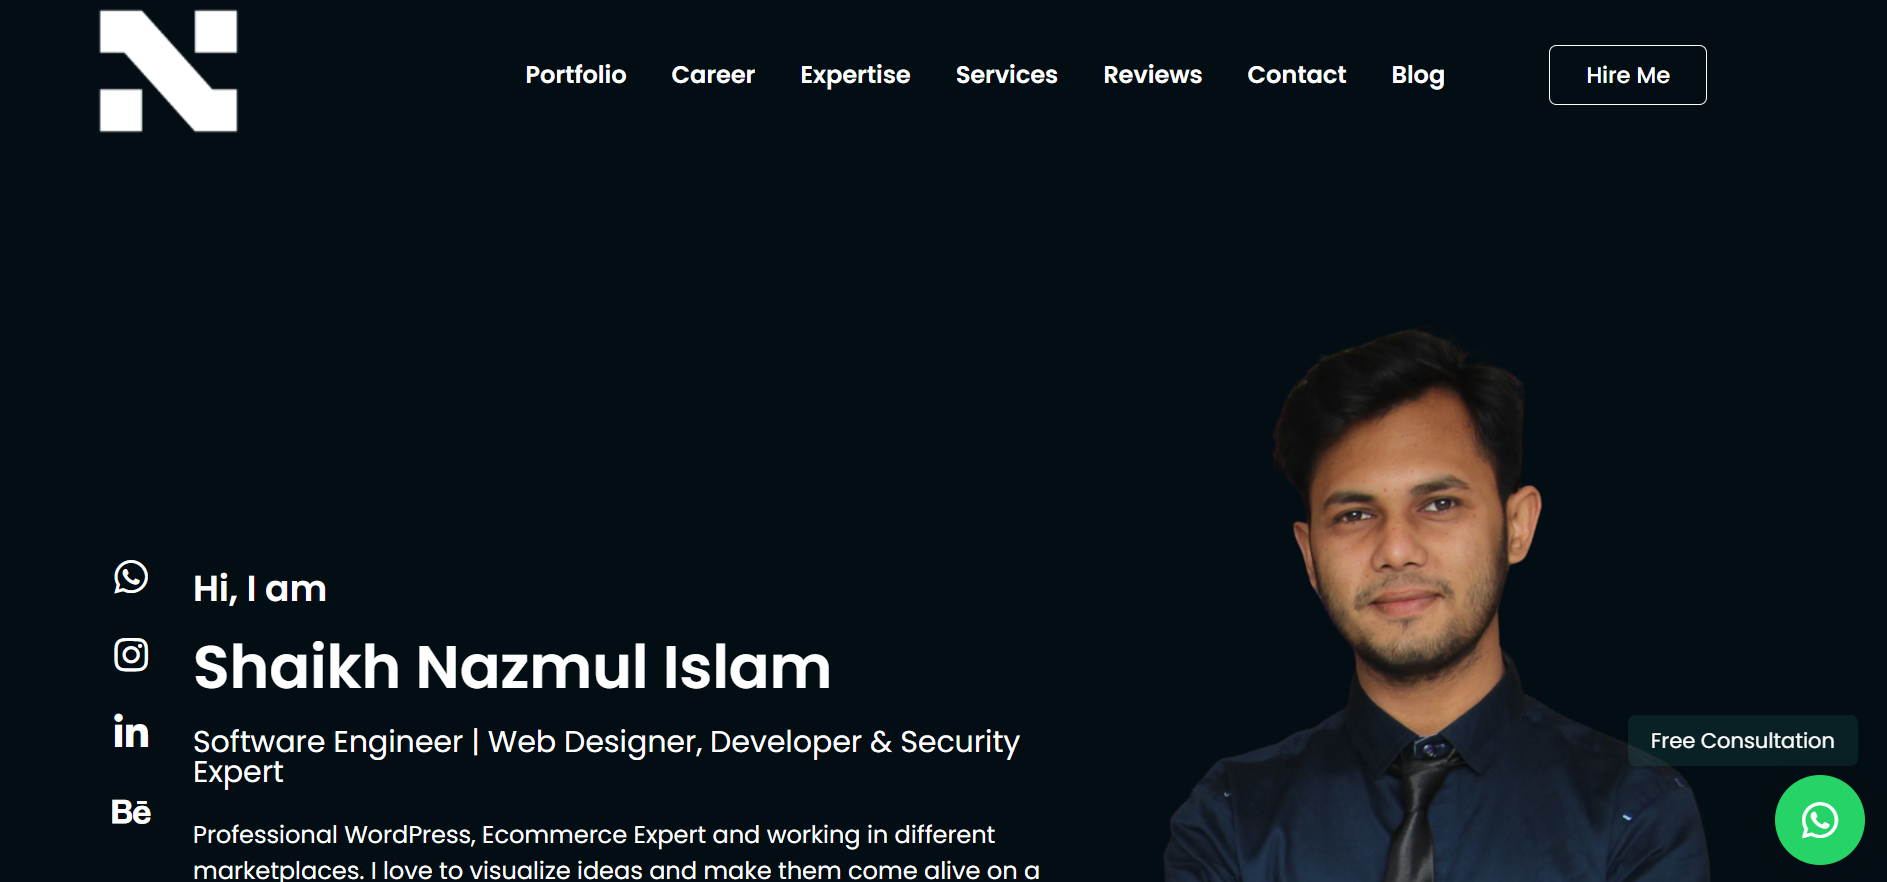 Portfolio Career Expertise Services Reviews Contact Blog Hire Me
Hi, I am
Shaikh Nazmul Islam
Software Engineer | Web Designer, Developer & Security
Expert
Free Consultation
Professional WordPress, Ecommerce Expert and working in different
marketplaces. I love to visualize ideas and make them come alive on a